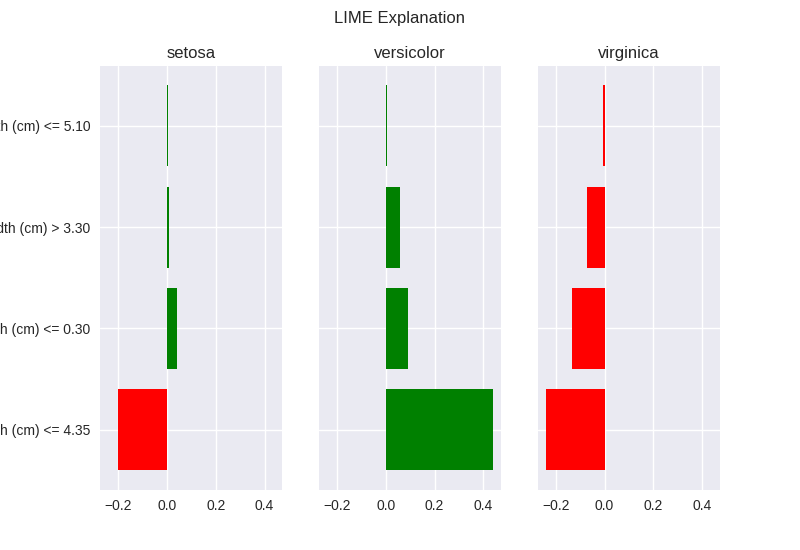 LIME Explanation
setosa versicolor virginica
(cm) <= 5.10
(cm) > 3.30
(cm) <= 0.30
(cm) <= 4.35
−0.2 0.0 0.2 0.4 −0.2 0.0 0.2 0.4 −0.2 0.0 0.2 0.4